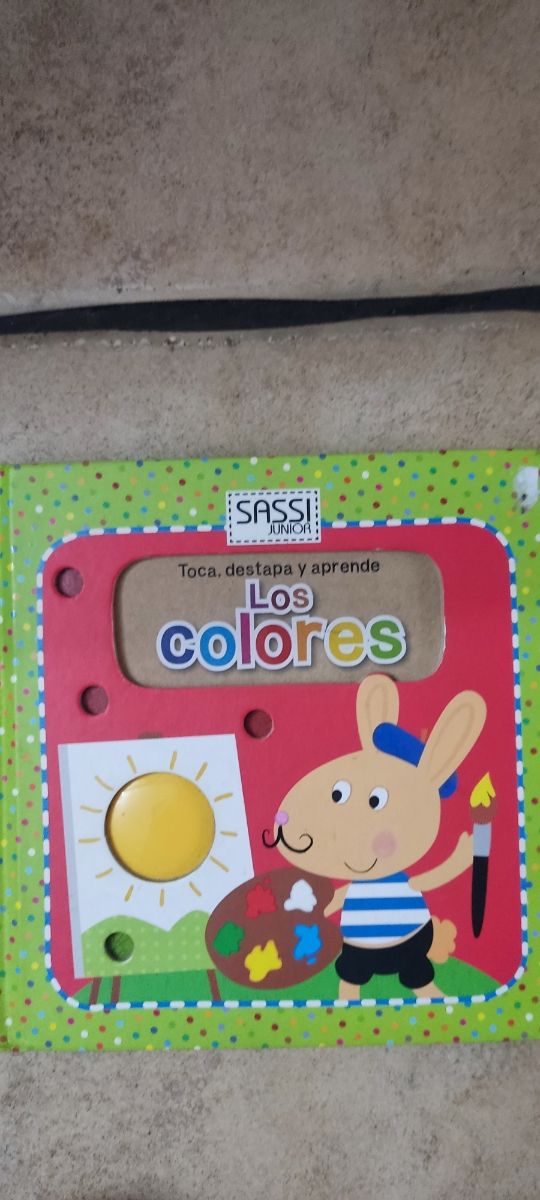 SASSI
JUNIOR
Toca, destapa y aprende
Los
colores